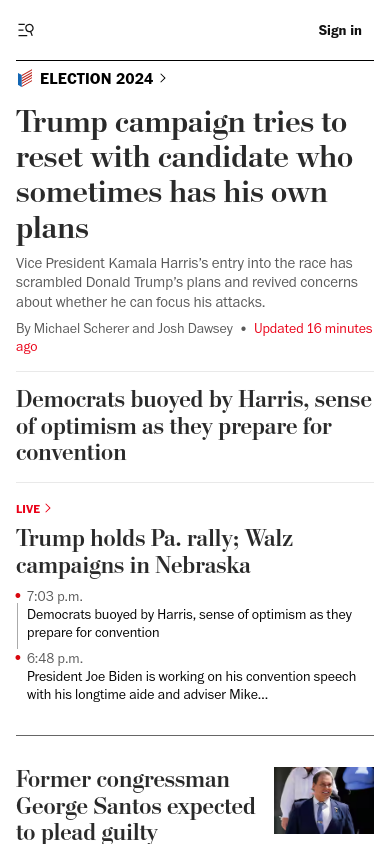 Sign in
ELECTION 2024
Trump campaign tries to
reset with candidate who
sometimes has his own
plans
Vice President Kamala Harris’s entry into the race has
scrambled Donald Trump’s plans and revived concerns
about whether he can focus his attacks.
By Michael Scherer and Josh Dawsey • Updated 16 minutes
ago
Democrats buoyed by Harris, sense
of optimism as they prepare for
convention
LIVE
Trump holds Pa. rally; Walz
campaigns in Nebraska
7:03 p.m.
Democrats buoyed by Harris, sense of optimism as they
prepare for convention
6:48 p.m.
President Joe Biden is working on his convention speech
with his longtime aide and adviser Mike...
Former congressman
George Santos expected
to plead guilty